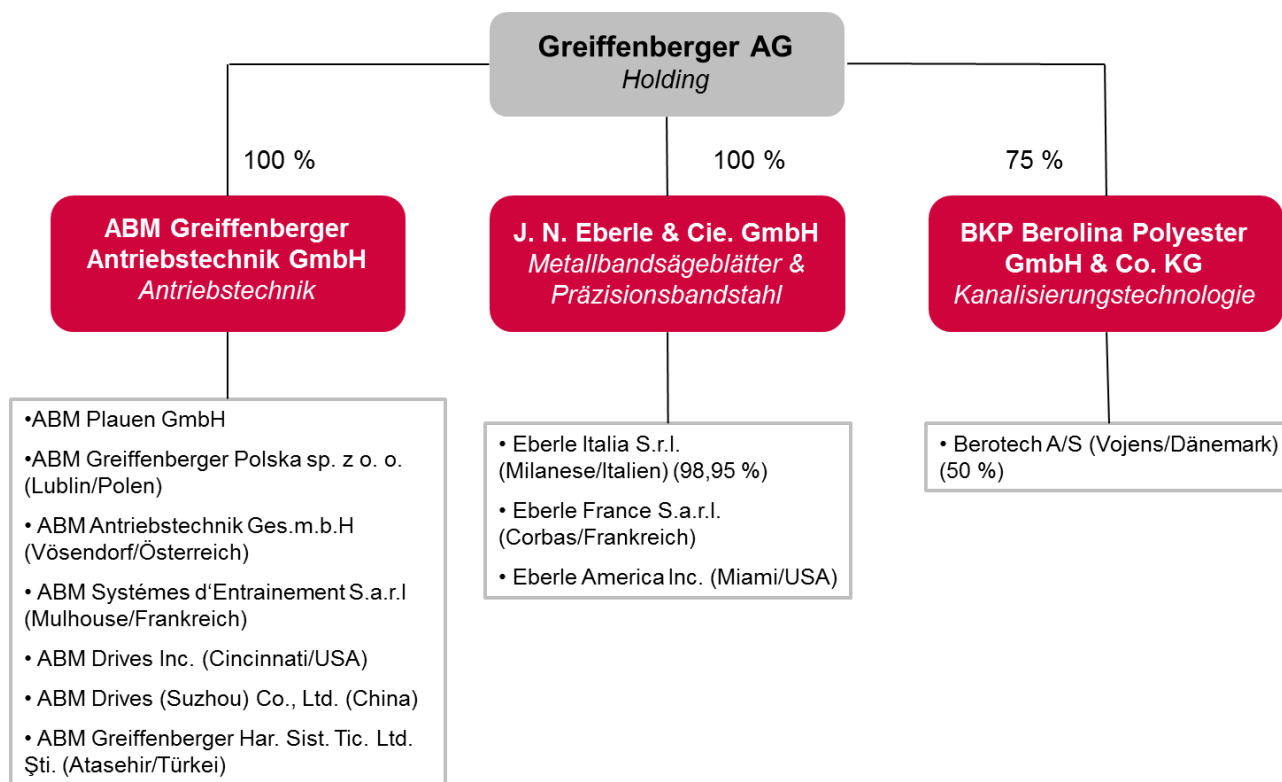 Greiffenberger AG
Holding
100 %
100 %
75 %
ABM Greiffenberger
Antriebstechnik GmbH
Antriebstechnik
J. N. Eberle & Cie. GmbH
Metallbandsägeblätter &
Präzisionsbandstahl
BKP Berolina Polyester
GmbH & Co. KG
Kanalisierungstechnologie
•ABM Plauen GmbH
•ABM Greiffenberger Polska sp. z o. o.
(Lublin/Polen)
• ABM Antriebstechnik Ges.m.b.H
(Vösendorf/Österreich)
• ABM Systémes d‘Entrainement S.a.r.l
(Mulhouse/Frankreich)
• ABM Drives Inc. (Cincinnati/USA)
• ABM Drives (Suzhou) Co., Ltd. (China)
• ABM Greiffenberger Har. Sist. Tic. Ltd.
Şti. (Atasehir/Türkei)
• Eberle Italia S.r.l.
(Milanese/Italien) (98,95 %)
• Eberle France S.a.r.l.
(Corbas/Frankreich)
• Eberle America Inc. (Miami/USA)
• Berotech A/S (Vojens/Dänemark)
(50 %)